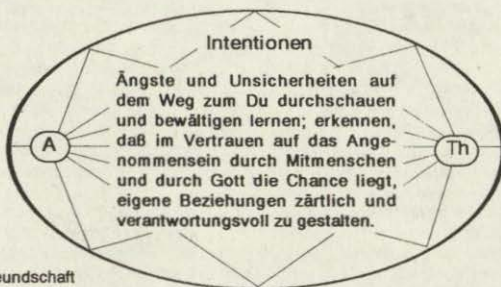 Intentionen
Ängste und Unsicherheiten auf
dem Weg zum Du durchschauen
und bewältigen lernen; erkennen,
daß im Vertrauen auf das Ange-
nommensein durch Mitmenschen
und durch Gott die Chance liegt,
eigene Beziehungen zärtlich und
verantwortungsvoll zu gestalten.
A
Th